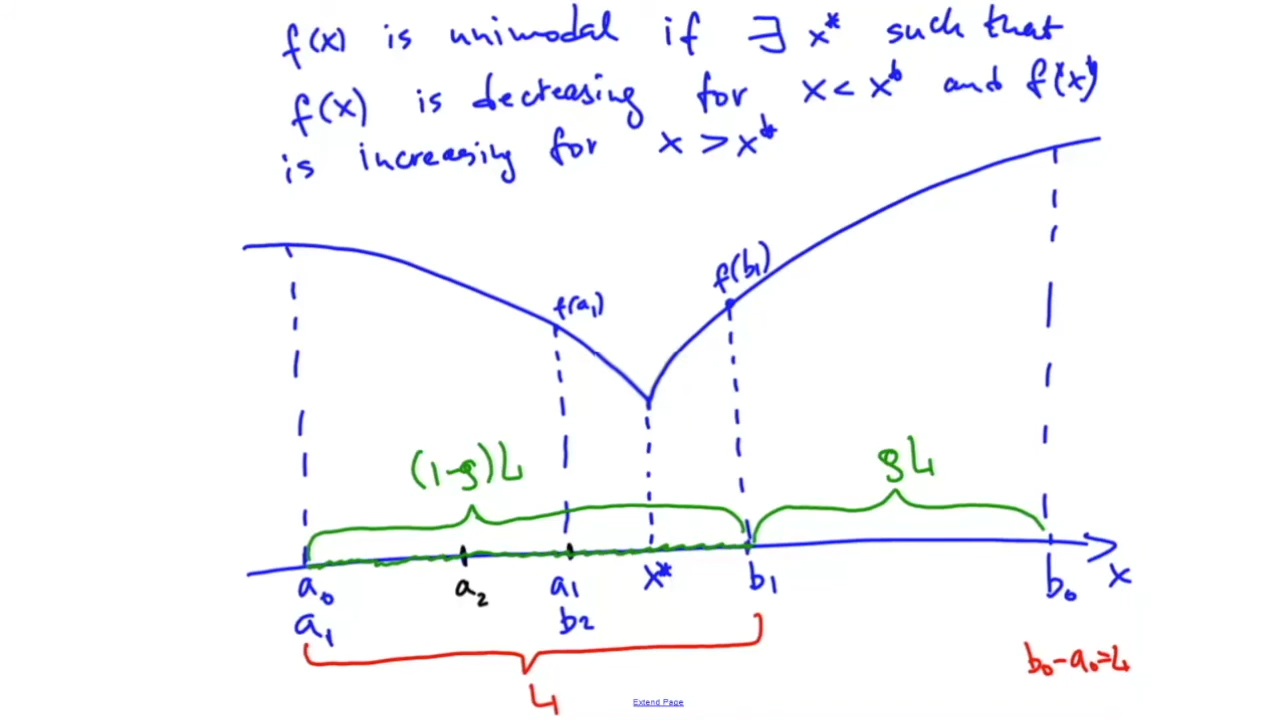 f(x) is unimodal if ∃ x* such that
f(x) is decreasing for x < x* and f(x)
is increasing for x > x*
f(b₁)
f(a₁)
(1-ρ)L
ρL
a₀ a₂ a₁ x* b₁ b₀ x
a₁ b₂
b₀-a₀=L
L
Extend Page